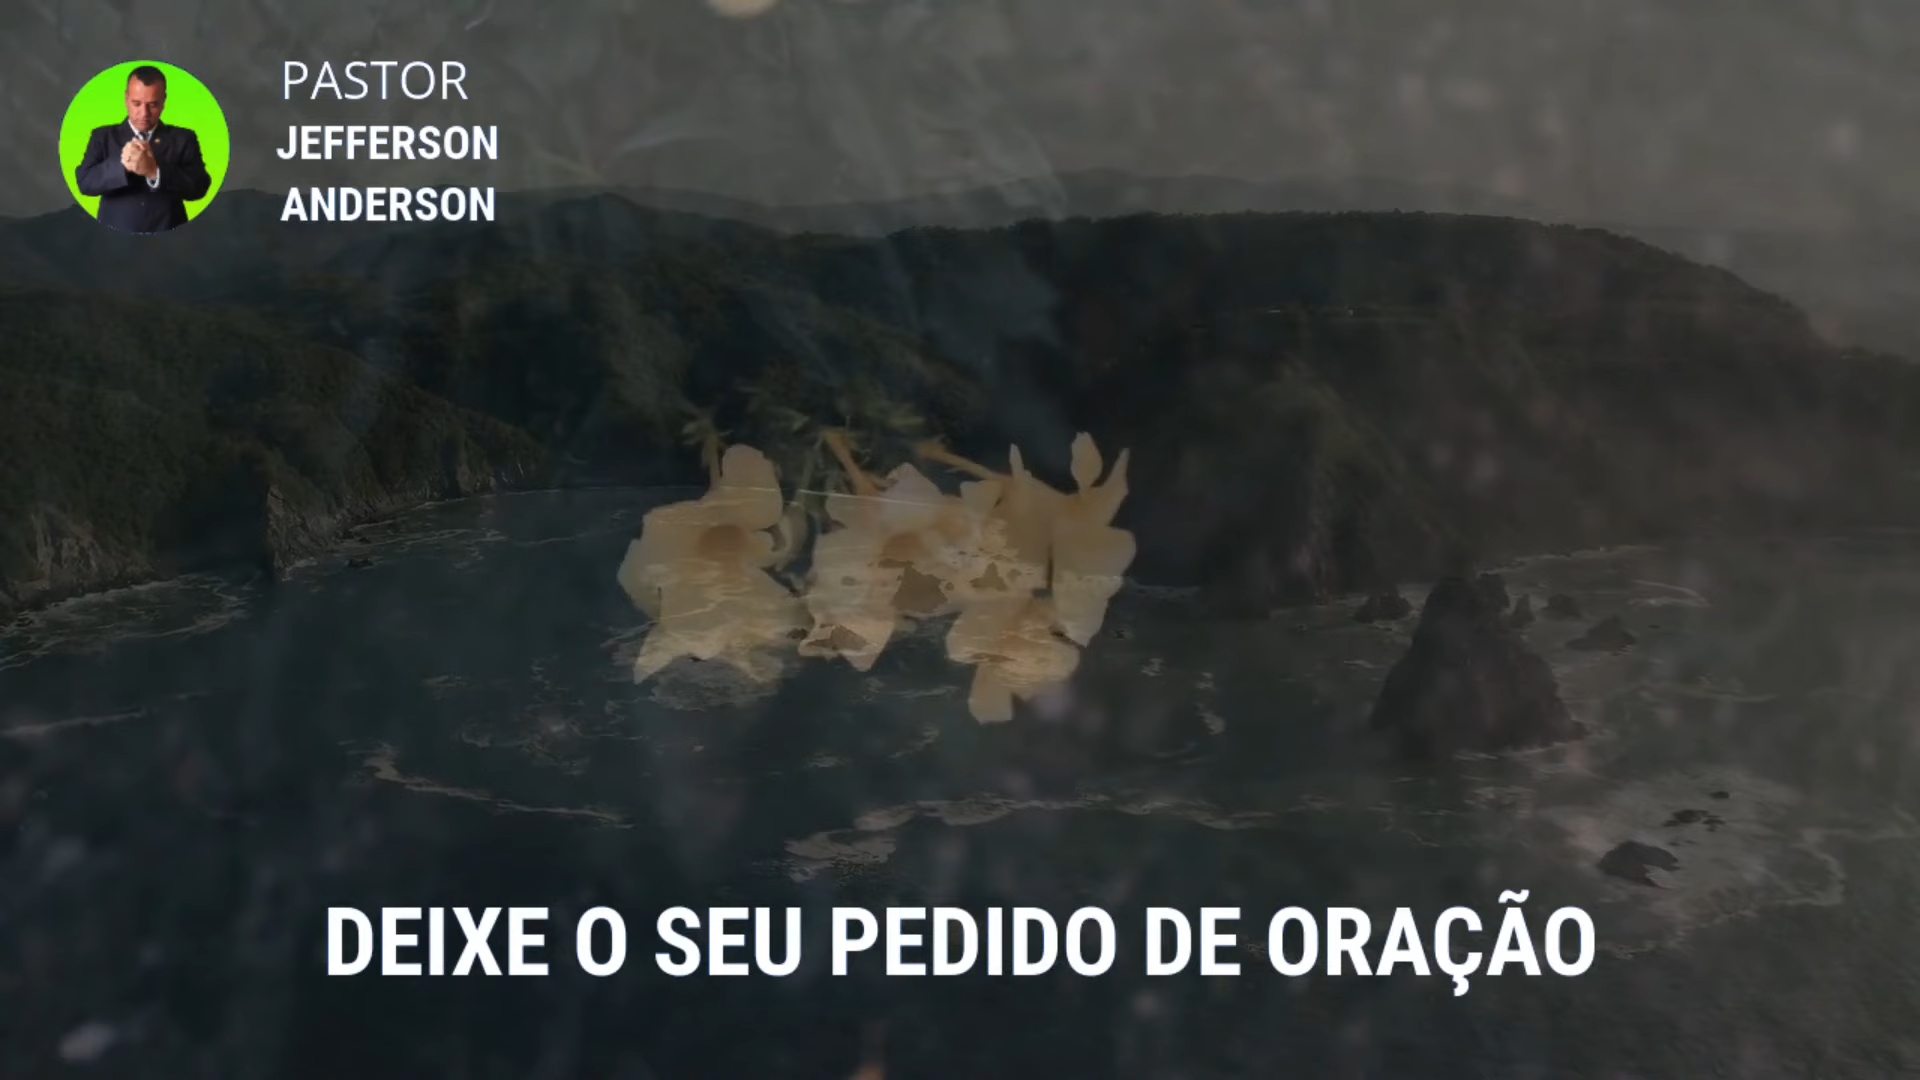 PASTOR
JEFFERSON
ANDERSON
DEIXE O SEU PEDIDO DE ORAÇÃO